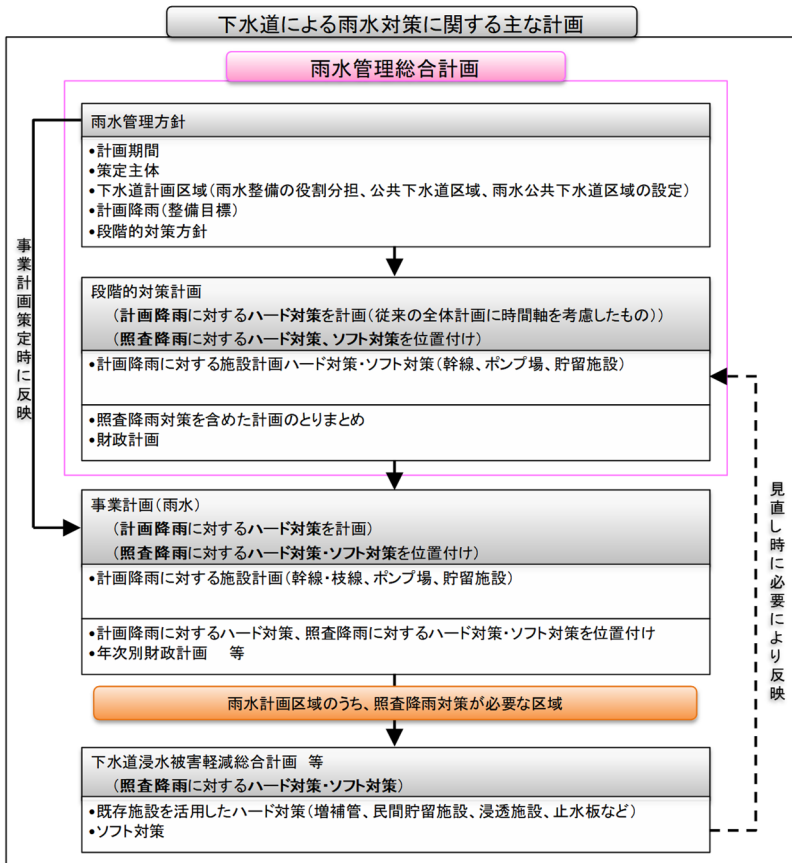 下水道による雨水対策に関する主な計画
雨水管理総合計画
雨水管理方針
•計画期間
•策定主体
•下水道計画区域(雨水整備の役割分担、公共下水道区域、雨水公共下水道区域の設定)
•計画降雨(整備目標)
•段階的対策方針
事業計画策定時に反映
段階的対策計画
(計画降雨に対するハード対策を計画(従来の全体計画に時間軸を考慮したもの))
(照査降雨に対するハード対策、ソフト対策を位置付け)
•計画降雨に対する施設計画ハード対策・ソフト対策(幹線、ポンプ場、貯留施設)
•照査降雨対策を含めた計画のとりまとめ
•財政計画
事業計画(雨水)
(計画降雨に対するハード対策を計画)
(照査降雨に対するハード対策・ソフト対策を位置付け)
•計画降雨に対する施設計画(幹線・枝線、ポンプ場、貯留施設)
•計画降雨に対するハード対策、照査降雨に対するハード対策・ソフト対策を位置付け
•年次別財政計画 等
見直し時に必要により反映
雨水計画区域のうち、照査降雨対策が必要な区域
下水道浸水被害軽減総合計画 等
(照査降雨に対するハード対策・ソフト対策)
•既存施設を活用したハード対策(増補管、民間貯留施設、浸透施設、止水板など)
•ソフト対策